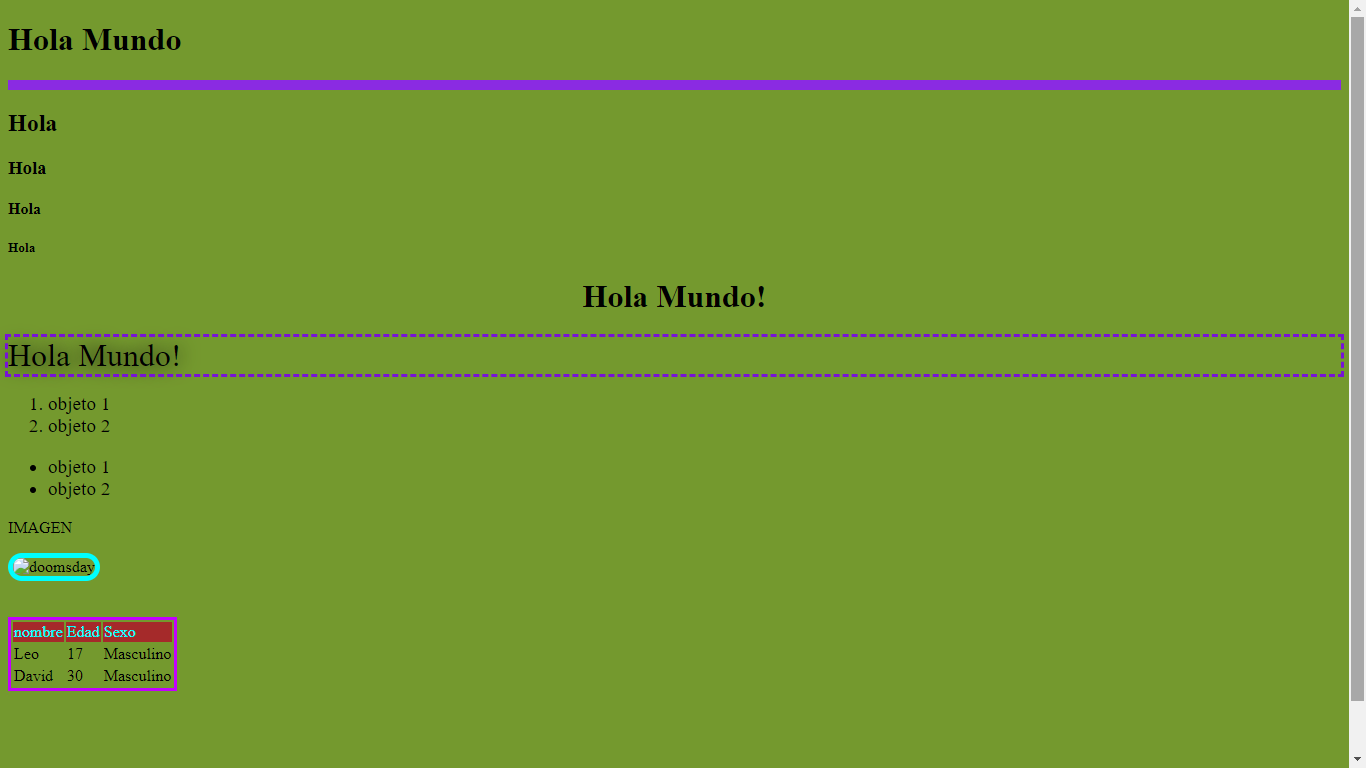 Hola Mundo
Hola
Hola
Hola
Hola
Hola Mundo!
Hola Mundo!
1. objeto 1
2. objeto 2
• objeto 1
• objeto 2
IMAGEN
doomsday
nombre Edad Sexo
Leo 17 Masculino
David 30 Masculino